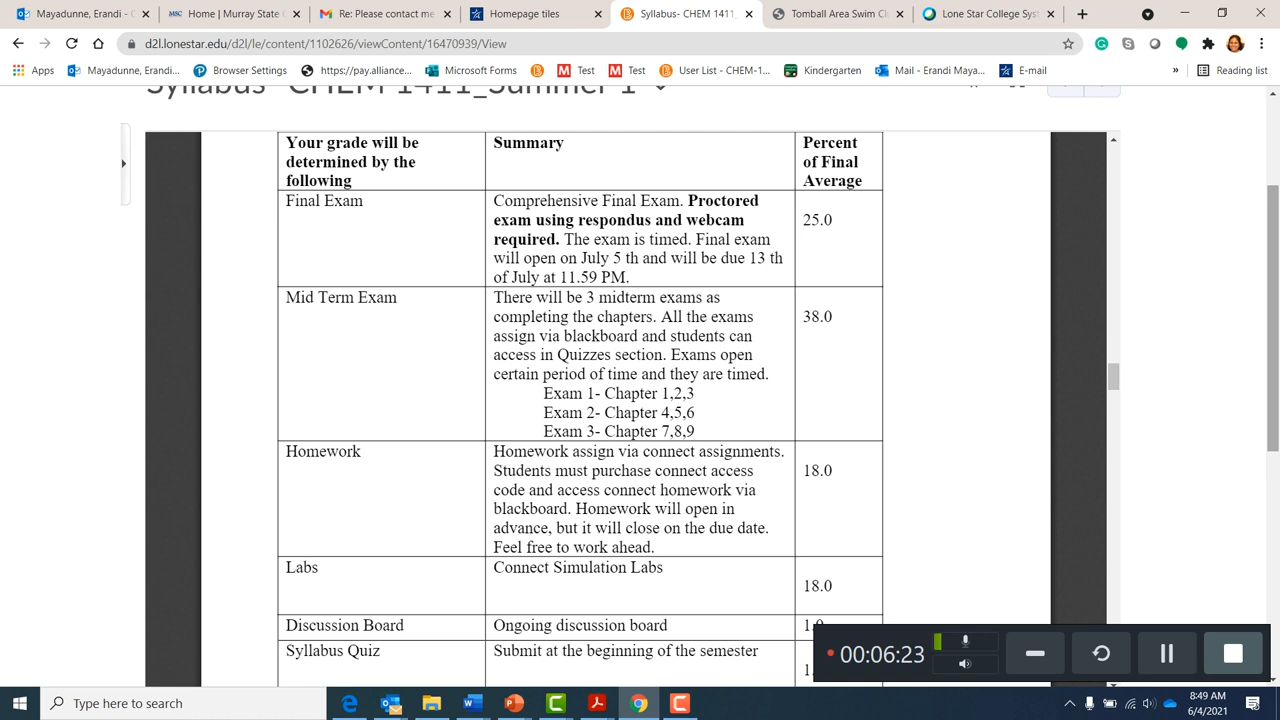 Mayadunne, Erandi -
Home | Murray State
Re: Please contact me
Homepage tiles
Syllabus- CHEM 1411_
Tomball Area Swim Cl
Lone Star College Sys
d2l.lonestar.edu/d2l/le/content/1102626/viewContent/16470939/View
Apps
Mayadunne, Erandi...
Browser Settings
https://pay.alliance...
Microsoft Forms
Test
Test
User List - CHEM-1...
Kindergarten
Mail - Erandi Maya...
E-mail
»
Reading list
Syllabus- CHEM 1411_Summer 1
Your grade will be
determined by the
following
Summary
Percent
of Final
Average
Final Exam
Comprehensive Final Exam. Proctored
exam using respondus and webcam
required. The exam is timed. Final exam
will open on July 5 th and will be due 13 th
of July at 11.59 PM.
25.0
Mid Term Exam
There will be 3 midterm exams as
completing the chapters. All the exams
assign via blackboard and students can
access in Quizzes section. Exams open
certain period of time and they are timed.
Exam 1- Chapter 1,2,3
Exam 2- Chapter 4,5,6
Exam 3- Chapter 7,8,9
38.0
Homework
Homework assign via connect assignments.
Students must purchase connect access
code and access connect homework via
blackboard. Homework will open in
advance, but it will close on the due date.
Feel free to work ahead.
18.0
Labs
Connect Simulation Labs
18.0
Discussion Board
Ongoing discussion board
1.0
Syllabus Quiz
Submit at the beginning of the semester
1.
00:06:23
Type here to search
8:49 AM
6/4/2021